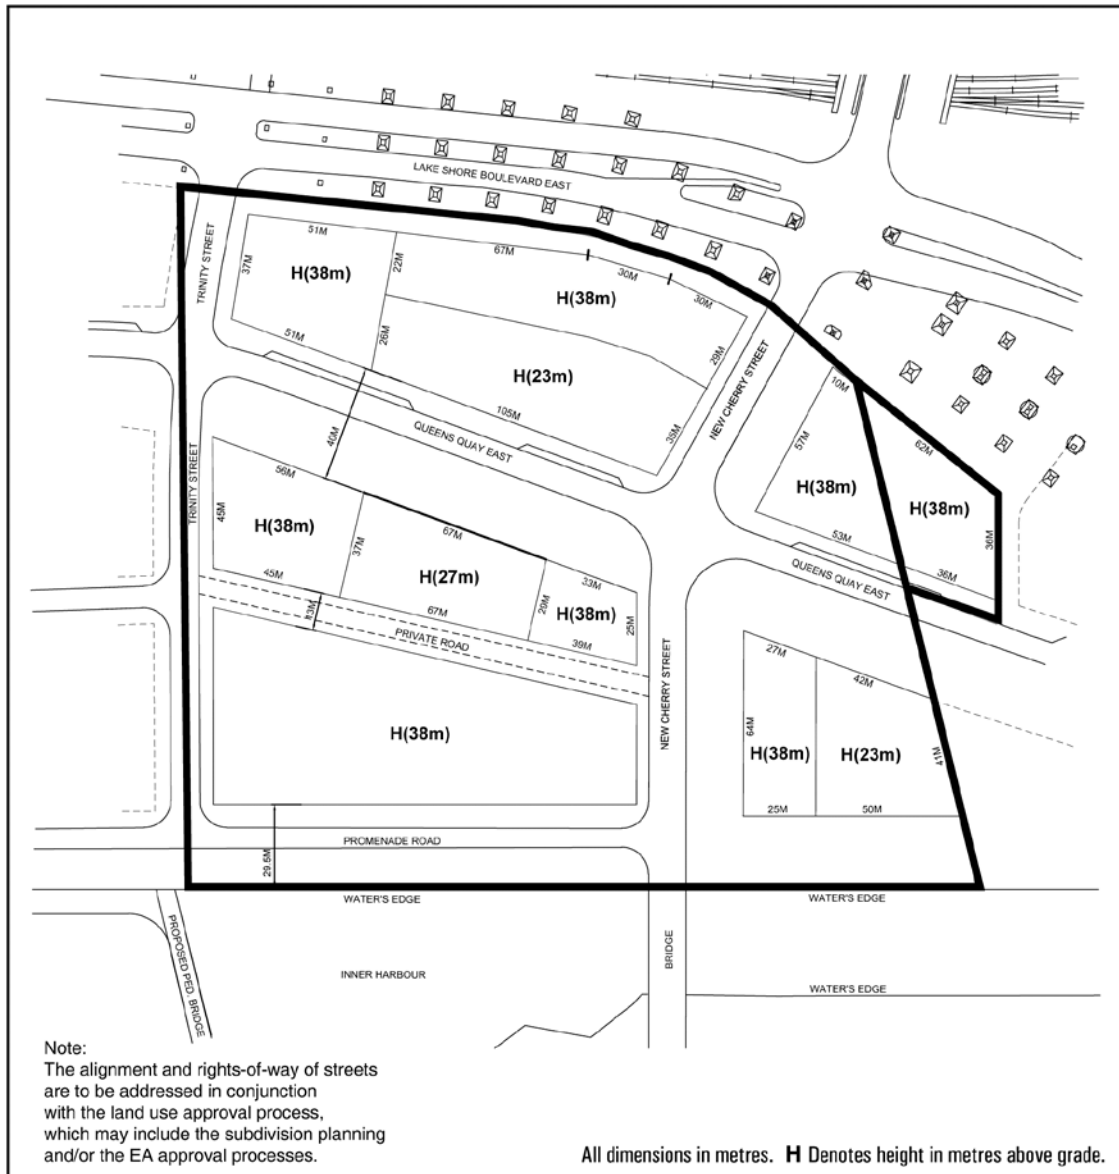 LAKE SHORE BOULEVARD EAST
TRINITY STREET
51M
37M
H(38m)
22M
67M
30M
H(38m)
30M
51M
26M
H(23m)
29M
105M
35M
NEW CHERRY STREET
QUEENS QUAY EAST
40M
10M
57M
62M
H(38m)
H(38m)
53M
36M
36M
QUEENS QUAY EAST
TRINITY STREET
56M
45M
H(38m)
37M
67M
H(27m)
45M
67M
29M
33M
H(38m)
25M
39M
PRIVATE ROAD
NEW CHERRY STREET
H(38m)
27M
42M
64M
H(38m)
H(23m)
41M
25M
50M
29.5M
PROMENADE ROAD
WATER'S EDGE
WATER'S EDGE
PROPOSED PED. BRIDGE
INNER HARBOUR
BRIDGE
WATER'S EDGE
Note:
The alignment and rights-of-way of streets
are to be addressed in conjunction
with the land use approval process,
which may include the subdivision planning
and/or the EA approval processes.
All dimensions in metres. H Denotes height in metres above grade.